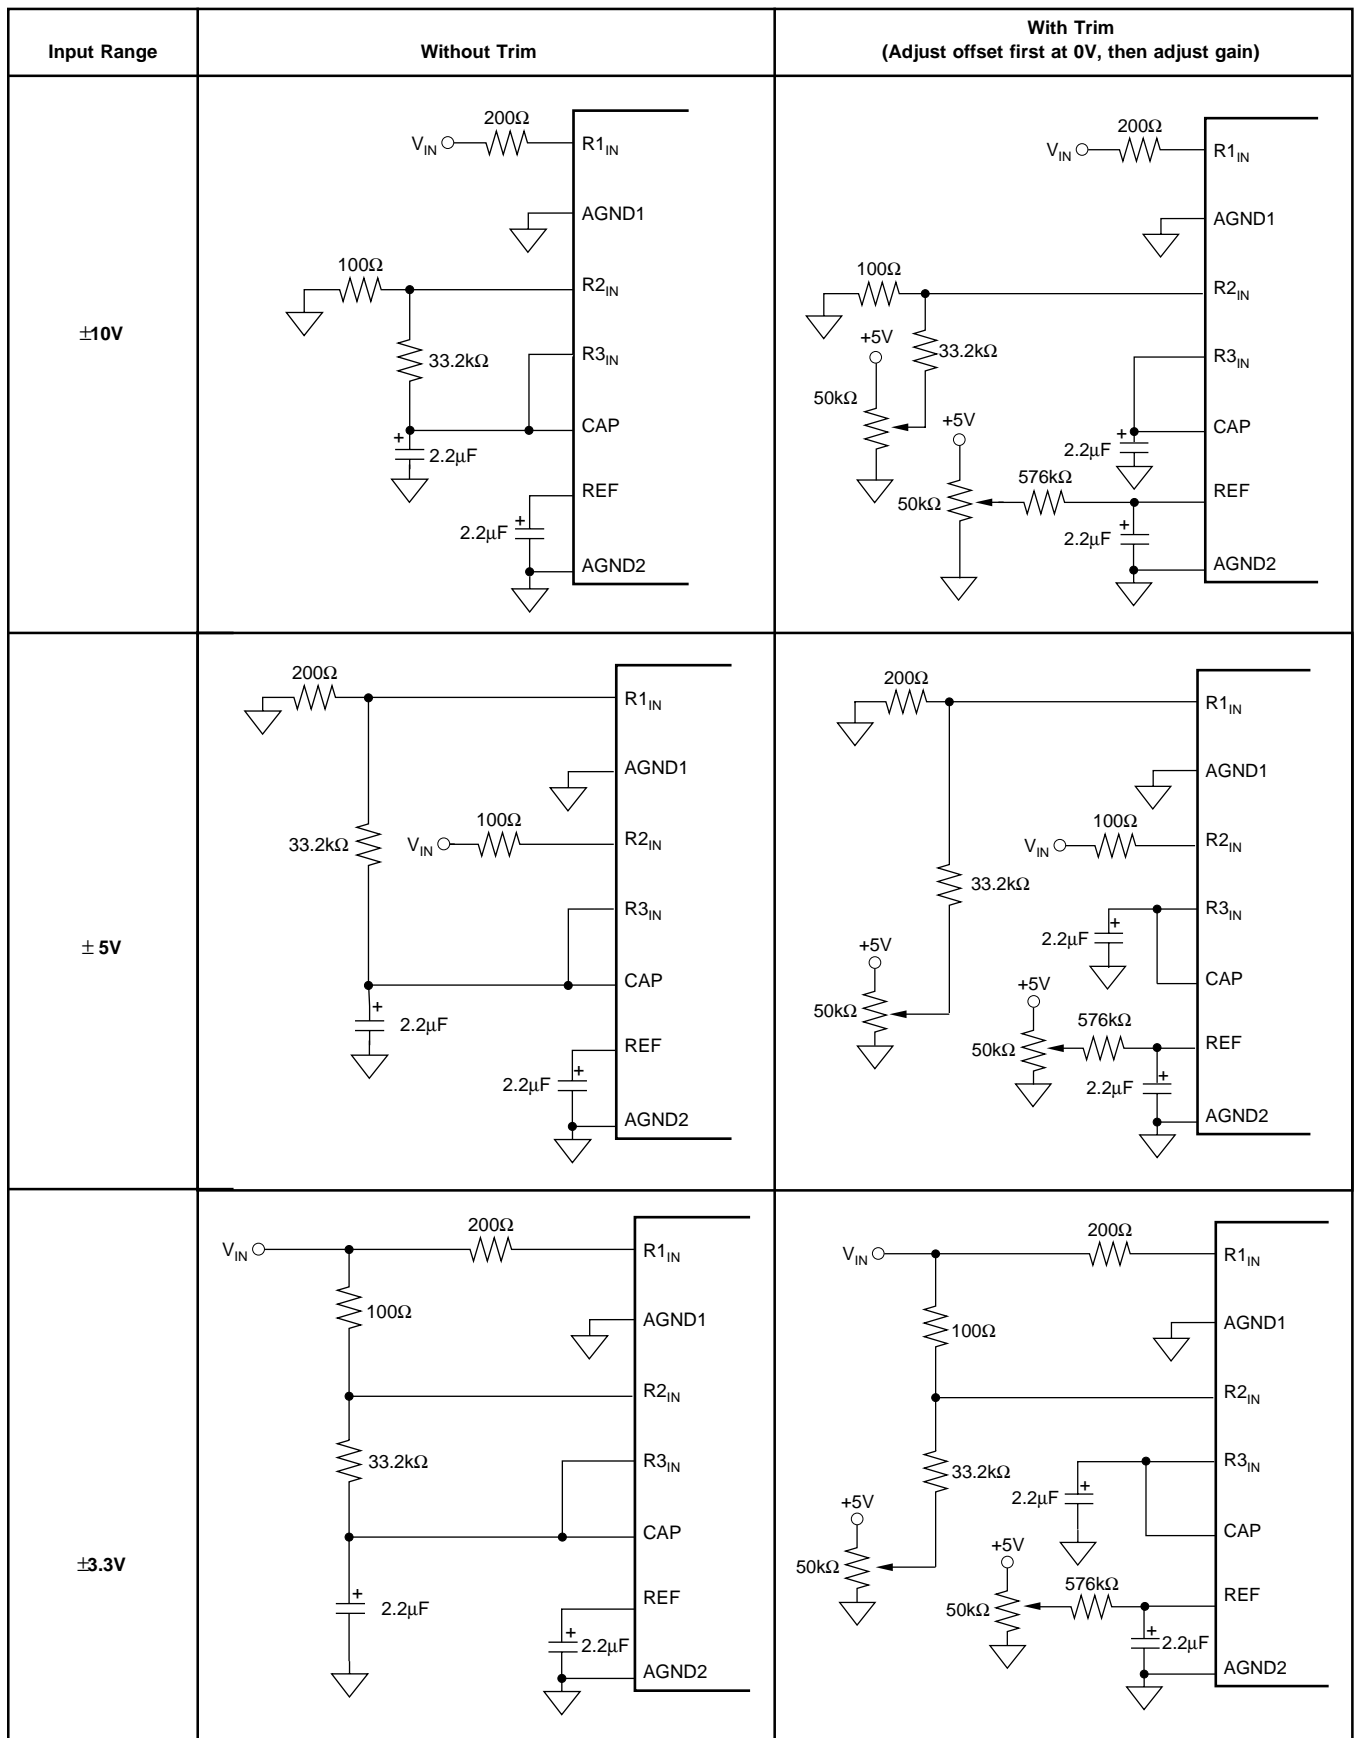 Input Range
Without Trim
With Trim
(Adjust offset first at 0V, then adjust gain)
±10V
200Ω
V_IN
R1_IN
AGND1
100Ω
R2_IN
33.2kΩ
R3_IN
CAP
+
2.2µF
REF
+
2.2µF
AGND2
200Ω
V_IN
R1_IN
AGND1
100Ω
R2_IN
+5V
33.2kΩ
R3_IN
50kΩ
+5V
CAP
+
2.2µF
576kΩ
REF
50kΩ
+
2.2µF
AGND2
± 5V
200Ω
R1_IN
AGND1
100Ω
33.2kΩ
V_IN
R2_IN
R3_IN
CAP
+
2.2µF
REF
+
2.2µF
AGND2
200Ω
R1_IN
AGND1
100Ω
V_IN
R2_IN
33.2kΩ
R3_IN
+
2.2µF
+5V
CAP
+5V
50kΩ
576kΩ
REF
50kΩ
+
2.2µF
AGND2
±3.3V
200Ω
V_IN
R1_IN
100Ω
AGND1
R2_IN
33.2kΩ
R3_IN
CAP
+
2.2µF
REF
+
2.2µF
AGND2
200Ω
V_IN
R1_IN
AGND1
100Ω
R2_IN
33.2kΩ
R3_IN
+
2.2µF
+5V
CAP
+5V
50kΩ
576kΩ
REF
50kΩ
+
2.2µF
AGND2